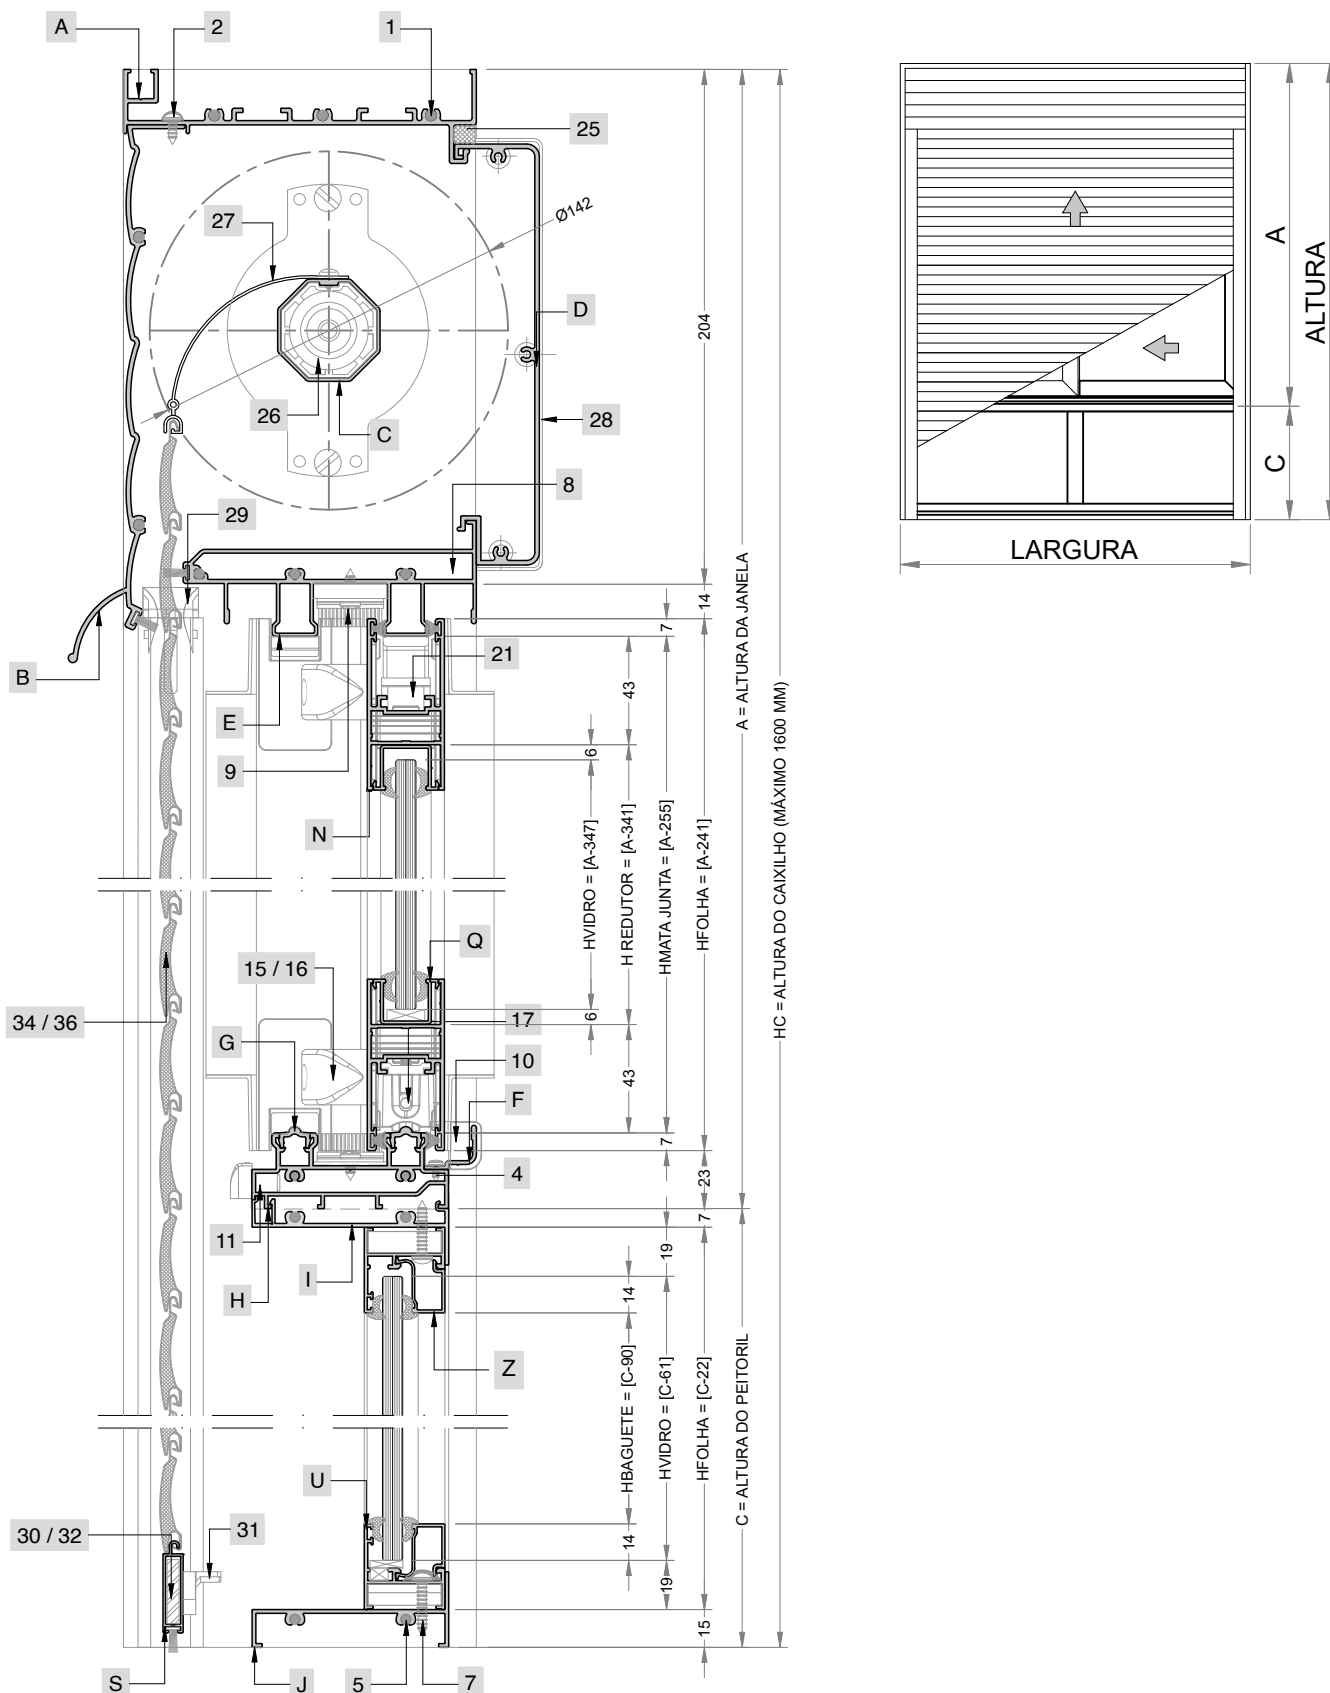 A
2
1
25
27
Ø142
D
26
C
28
8
29
B
21
E
9
N
Q
15 / 16
17
34 / 36
G
10
F
4
11
H
I
Z
U
30 / 32
31
S
J
5
7
204
14
7
43
6
HVIDRO = [A-347]
H REDUTOR = [A-341]
HMATA JUNTA = [A-255]
HFOLHA = [A-241]
A = ALTURA DA JANELA
HC = ALTURA DO CAIXILHO (MÁXIMO 1600 MM)
6
43
7
23
7
19
14
HBAGUETE = [C-90]
HVIDRO = [C-61]
HFOLHA = [C-22]
C = ALTURA DO PEITORIL
14
19
15
A
C
ALTURA
LARGURA